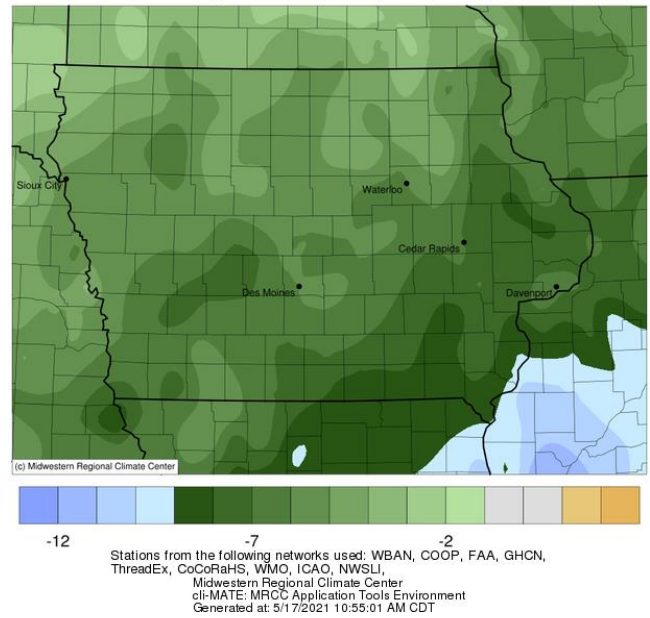 Sioux City
Waterloo
Cedar Rapids
Des Moines
Davenport
(c) Midwestern Regional Climate Center
-12 -7 -2
Stations from the following networks used: WBAN, COOP, FAA, GHCN,
ThreadEx, CoCoRaHS, WMO, ICAO, NWSLI,
Midwestern Regional Climate Center
cli-MATE: MRCC Application Tools Environment
Generated at: 5/17/2021 10:55:01 AM CDT